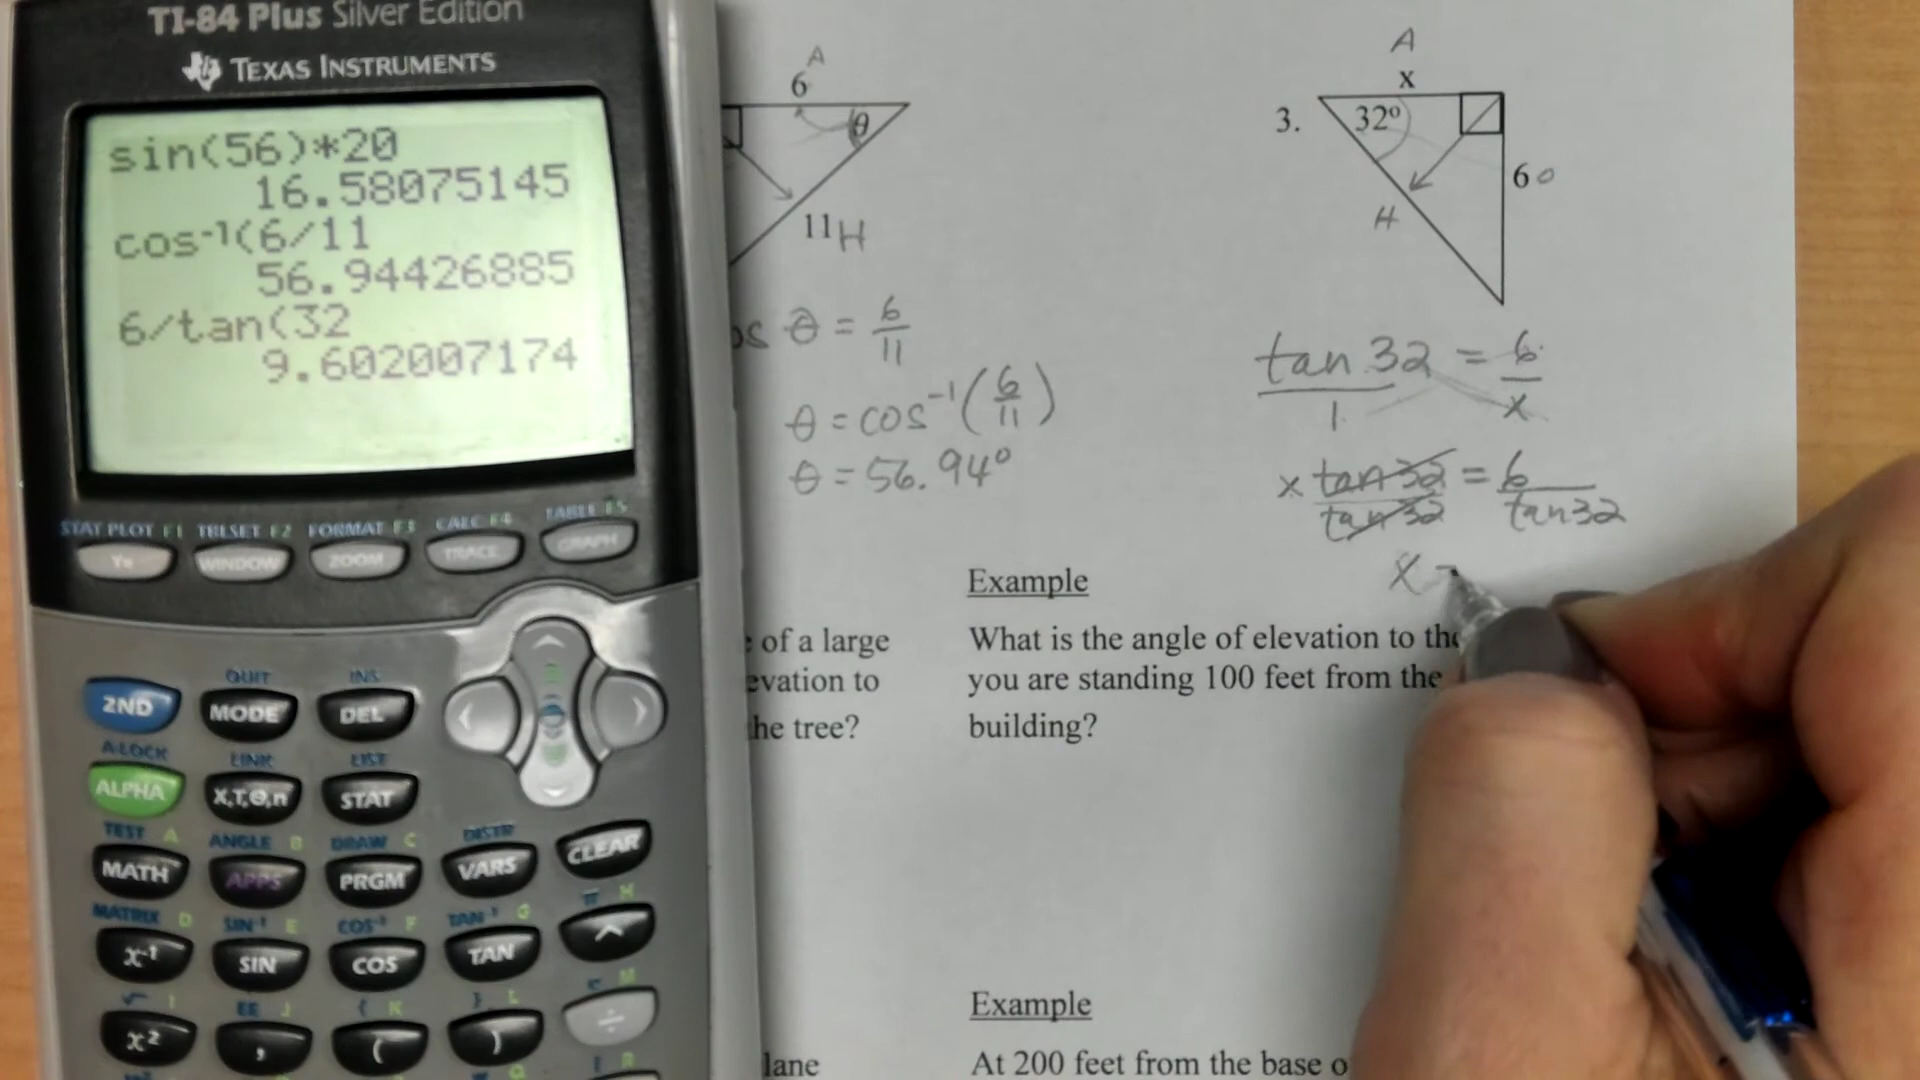 TI-84 Plus Silver Edition
TEXAS INSTRUMENTS
sin(56)*20
16.58075145
cos⁻¹(6/11
56.94426885
6/tan(32
9.602007174
STAT PLOT F1 TBLSET F2 FORMAT F3 CALC F4 TABLE F5
Y= WINDOW ZOOM TRACE GRAPH
QUIT INS
2ND MODE DEL
A-LOCK LINK LIST
ALPHA X,T,Θ,n STAT
TEST A ANGLE B DRAW C DISTR
MATH APPS PRGM VARS CLEAR
MATRIX D SIN⁻¹ E COS⁻¹ F TAN⁻¹ G π H
x⁻¹ SIN COS TAN ^
√ I EE J { K } L e M
x² , ( ) ÷
A
6
θ
11 H
os θ = 6/11
θ = cos⁻¹(6/11)
θ = 56.94°
3.
A
x
32°
6 O
H
tan 32/1 = 6/x
x tan 32/tan 32 = 6/tan 32
x
of a large
evation to
he tree?
Example
What is the angle of elevation to the
you are standing 100 feet from the
building?
lane
Example
At 200 feet from the base o